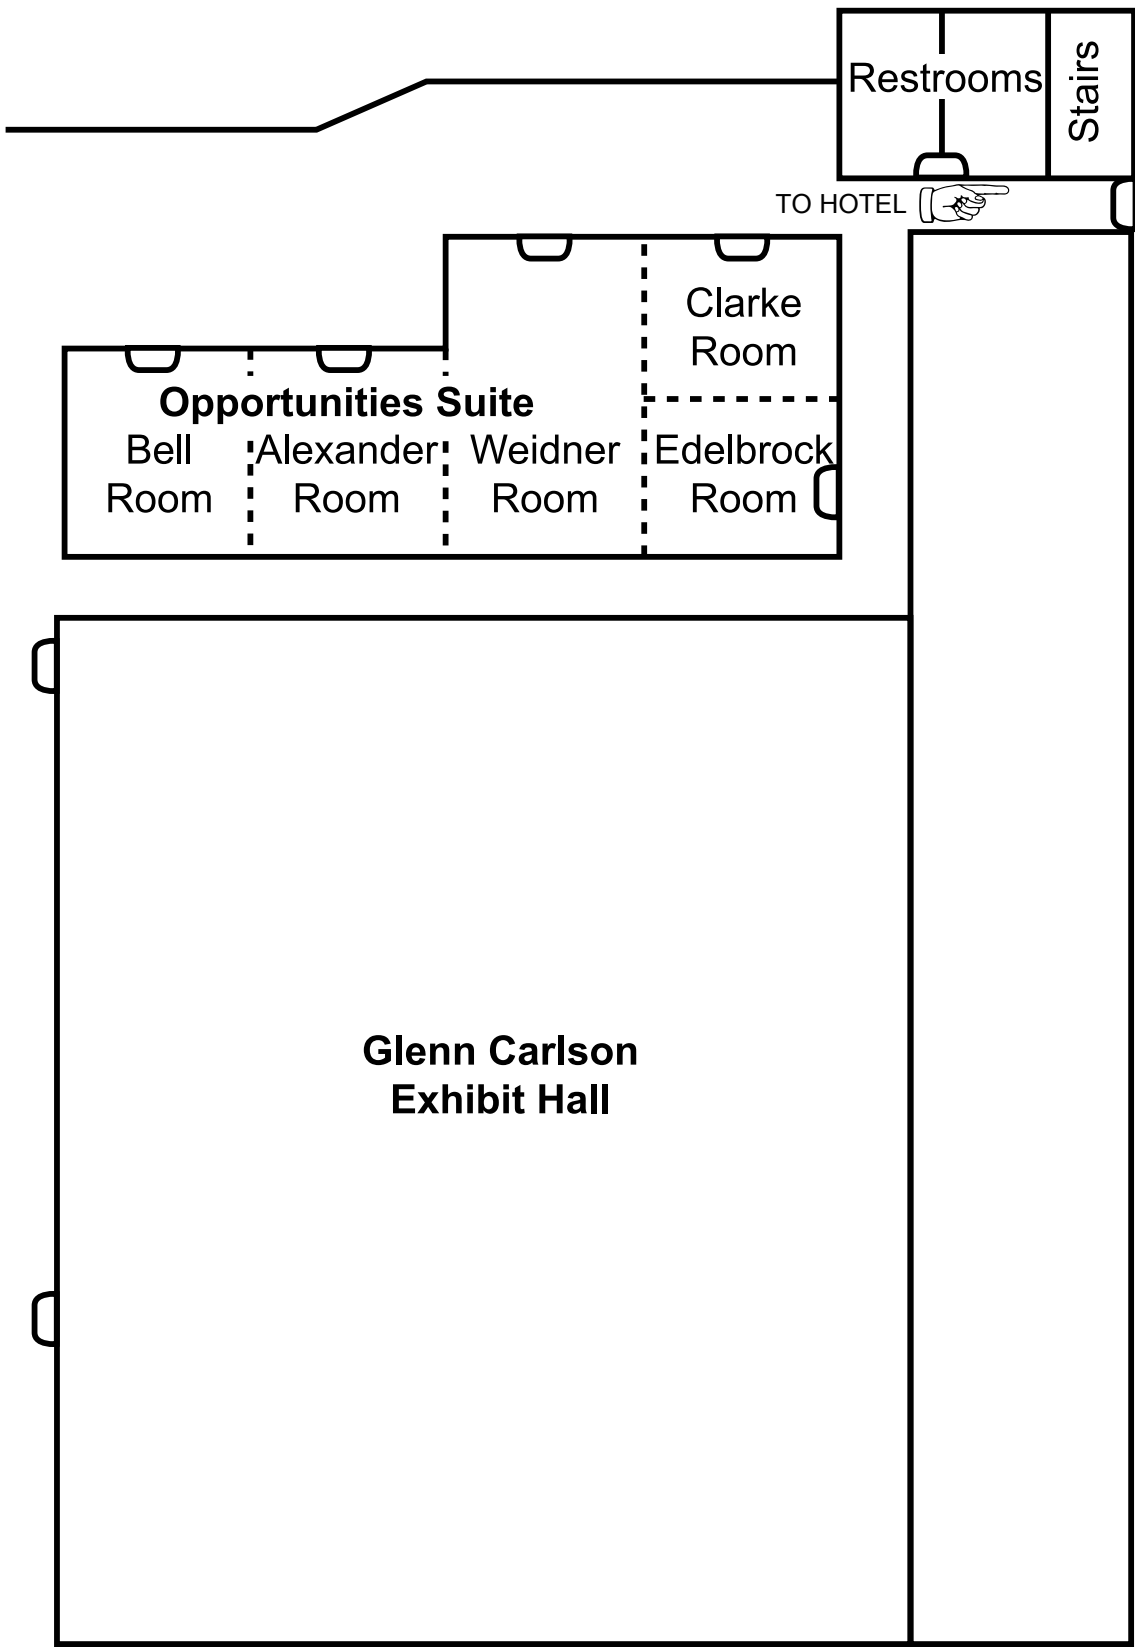 Restrooms
Stairs
TO HOTEL
Clarke
Room
Opportunities Suite
Bell
Room
Alexander
Room
Weidner
Room
Edelbrock
Room
Glenn Carlson
Exhibit Hall